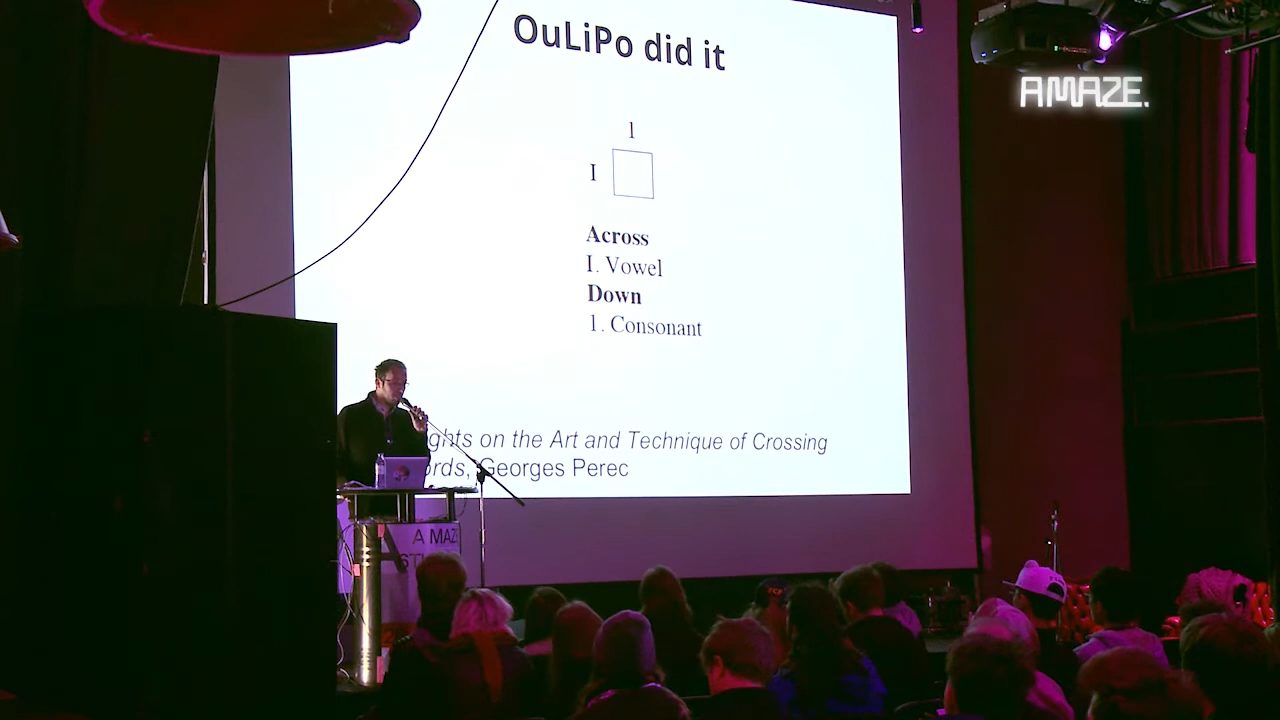 OuLiPo did it
AMAZE.
1
I
Across
I. Vowel
Down
1. Consonant
ghts on the Art and Technique of Crossing
ords, Georges Perec
A MAZE